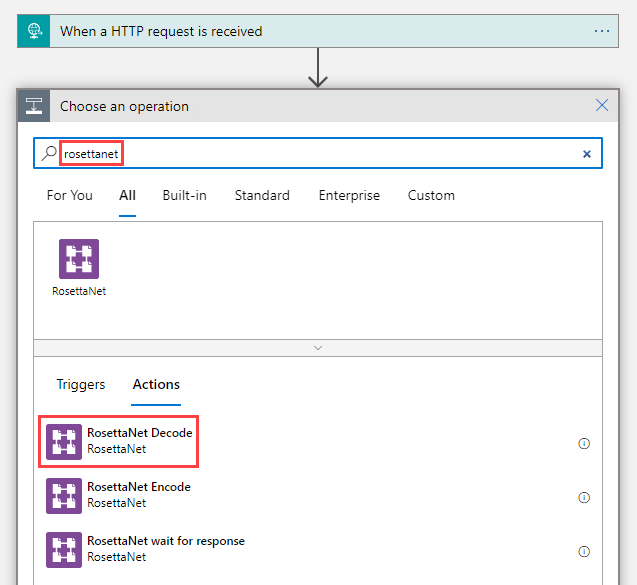 When a HTTP request is received
Choose an operation
rosettanet
For You All Built-in Standard Enterprise Custom
RosettaNet
Triggers Actions
RosettaNet Decode
RosettaNet
RosettaNet Encode
RosettaNet
RosettaNet wait for response
RosettaNet